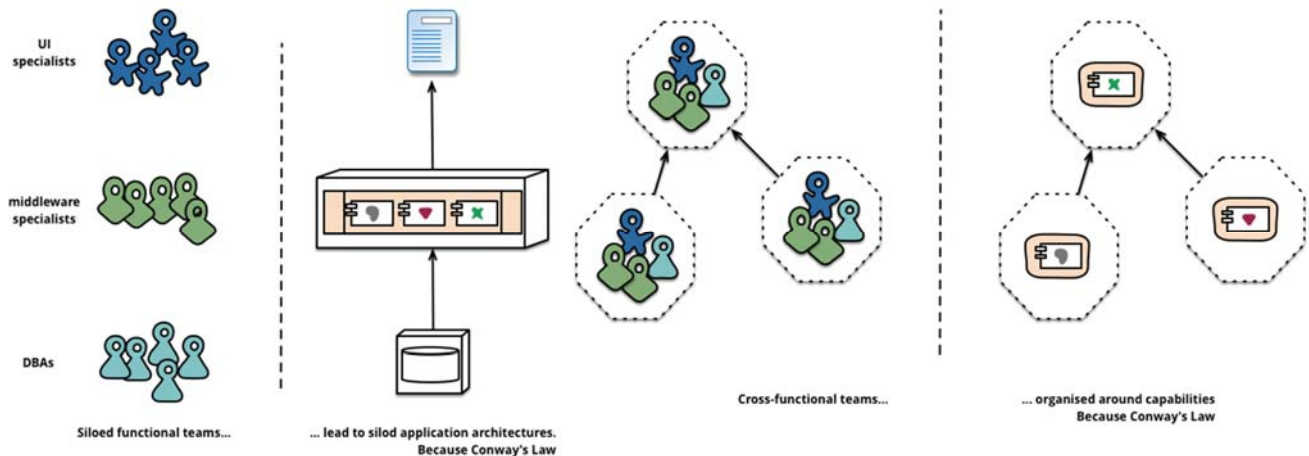 UI
specialists
middleware
specialists
DBAs
Siloed functional teams...
... lead to silod application architectures.
Because Conway's Law
Cross-functional teams...
... organised around capabilities
Because Conway's Law